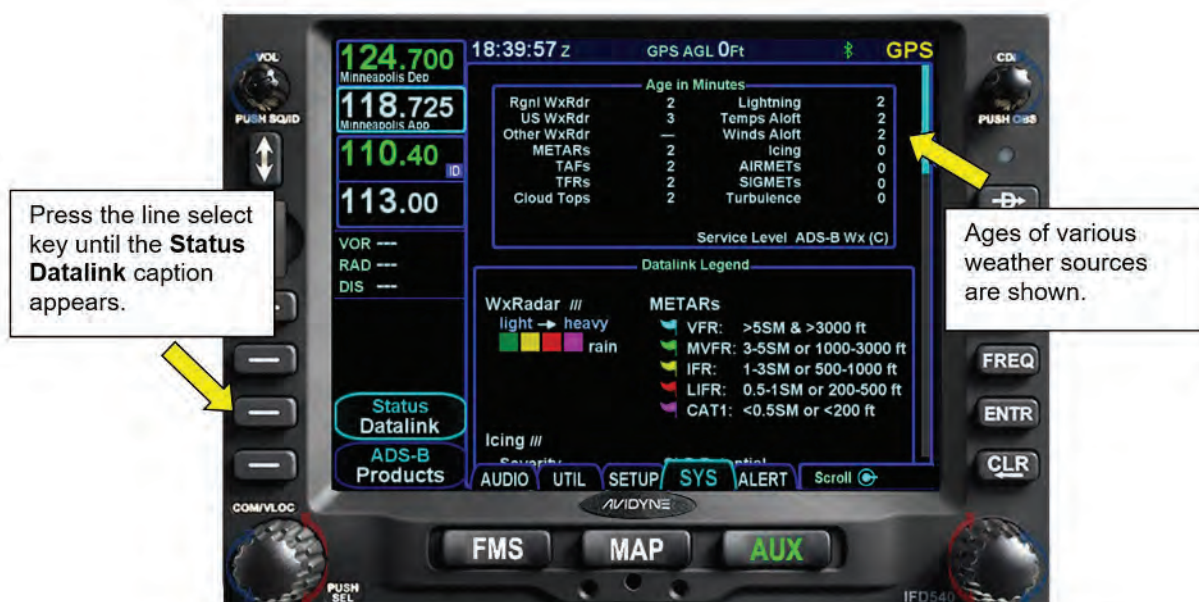 VOL
PUSH SQ/ID
124.700
Minneapolis Dep
118.725
Minneapolis App
110.40 ID
113.00
VOR ---
RAD ---
DIS ---
18:39:57 Z GPS AGL 0Ft GPS
Age in Minutes
Rgnl WxRdr 2 Lightning 2
US WxRdr 3 Temps Aloft 2
Other WxRdr — Winds Aloft 2
METARs 2 Icing 0
TAFs 2 AIRMETs 0
TFRs 2 SIGMETs 0
Cloud Tops 2 Turbulence 0
Service Level ADS-B Wx (C)
Datalink Legend
WxRadar /// METARs
light → heavy
rain
VFR: >5SM & >3000 ft
MVFR: 3-5SM or 1000-3000 ft
IFR: 1-3SM or 500-1000 ft
LIFR: 0.5-1SM or 200-500 ft
CAT1: <0.5SM or <200 ft
Icing ///
Severity
Status
Datalink
ADS-B
Products
AUDIO UTIL SETUP SYS ALERT Scroll
CDI
PUSH OBS
D
FREQ
ENTR
CLR
Press the line select
key until the Status
Datalink caption
appears.
Ages of various
weather sources
are shown.
COM/VLOC
PUSH
SEL
AVIDYNE
FMS MAP AUX
IFD540